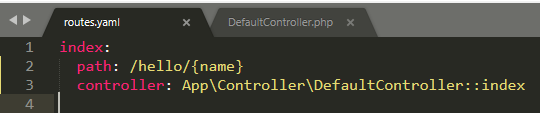 routes.yaml × DefaultController.php ×
1 index:
2   path: /hello/{name}
3   controller: App\Controller\DefaultController::index
4